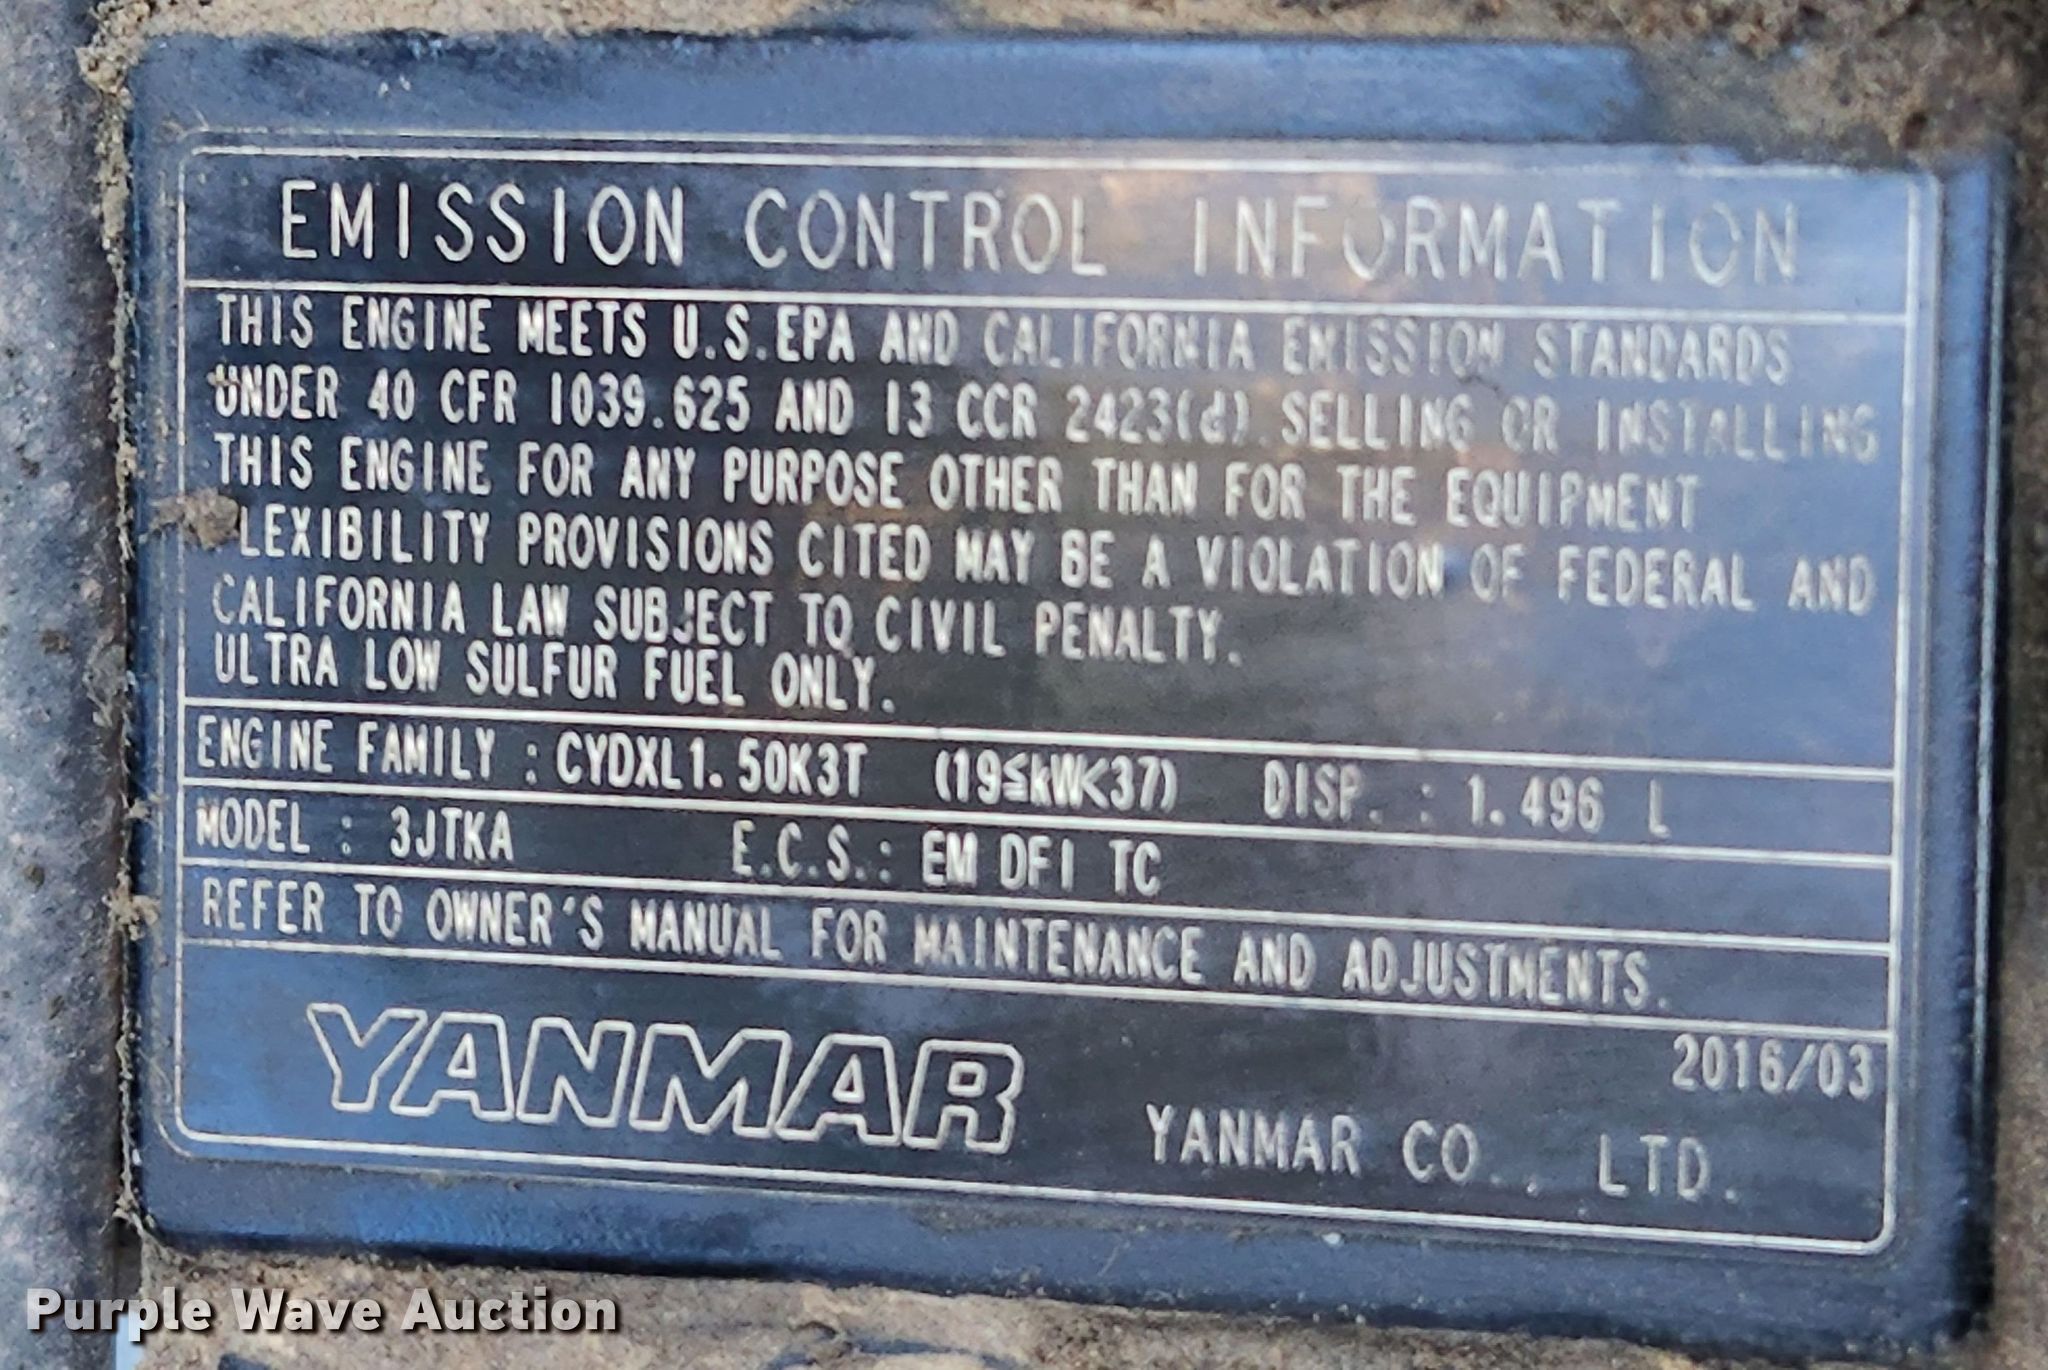 EMISSION CONTROL INFORMATION
THIS ENGINE MEETS U.S.EPA AND CALIFORNIA EMISSION STANDARDS
UNDER 40 CFR 1039.625 AND 13 CCR 2423(d). SELLING OR INSTALLING
THIS ENGINE FOR ANY PURPOSE OTHER THAN FOR THE EQUIPMENT
FLEXIBILITY PROVISIONS CITED MAY BE A VIOLATION OF FEDERAL AND
CALIFORNIA LAW SUBJECT TO CIVIL PENALTY.
ULTRA LOW SULFUR FUEL ONLY.
ENGINE FAMILY : CYDXL1.50K3T (19≦kW<37) DISP. : 1.496 L
MODEL : 3JTKA E.C.S.: EM DFI TC
REFER TO OWNER'S MANUAL FOR MAINTENANCE AND ADJUSTMENTS.
2016/03
YANMAR YANMAR CO., LTD.
Purple Wave Auction